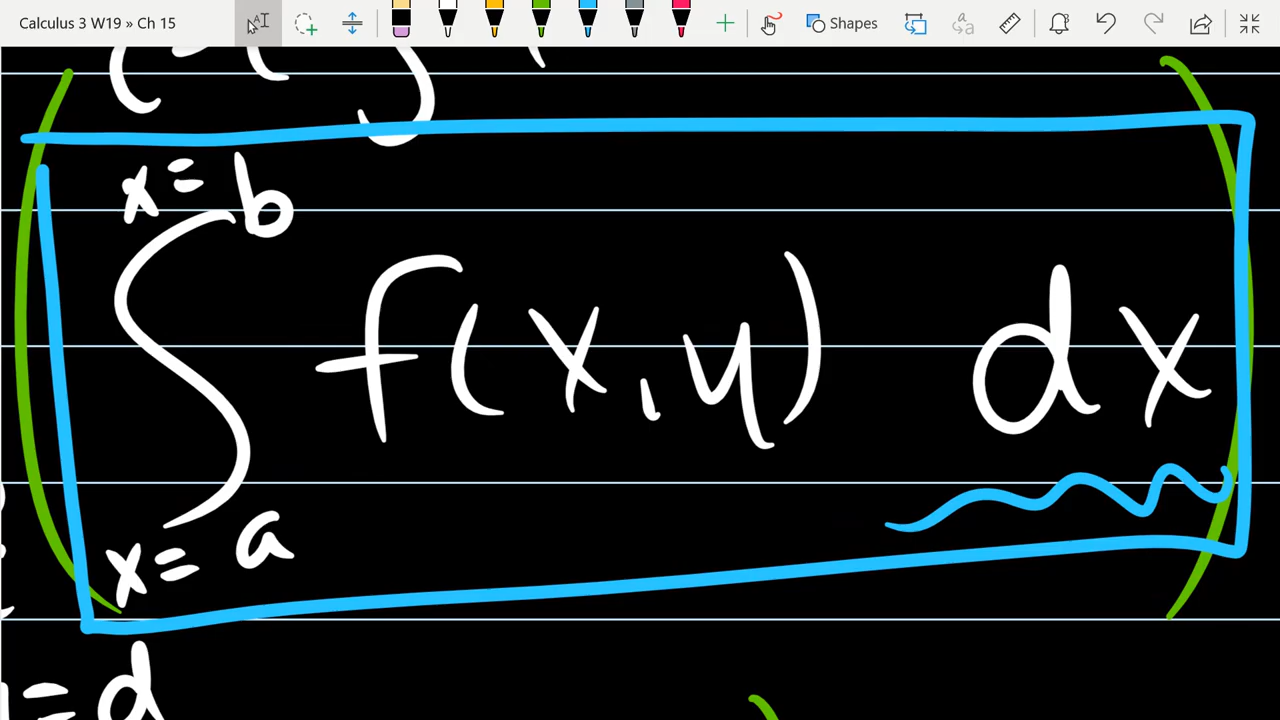 Calculus 3 W19 » Ch 15
Shapes
x = b
∫ f(x,y) dx
x = a
= d